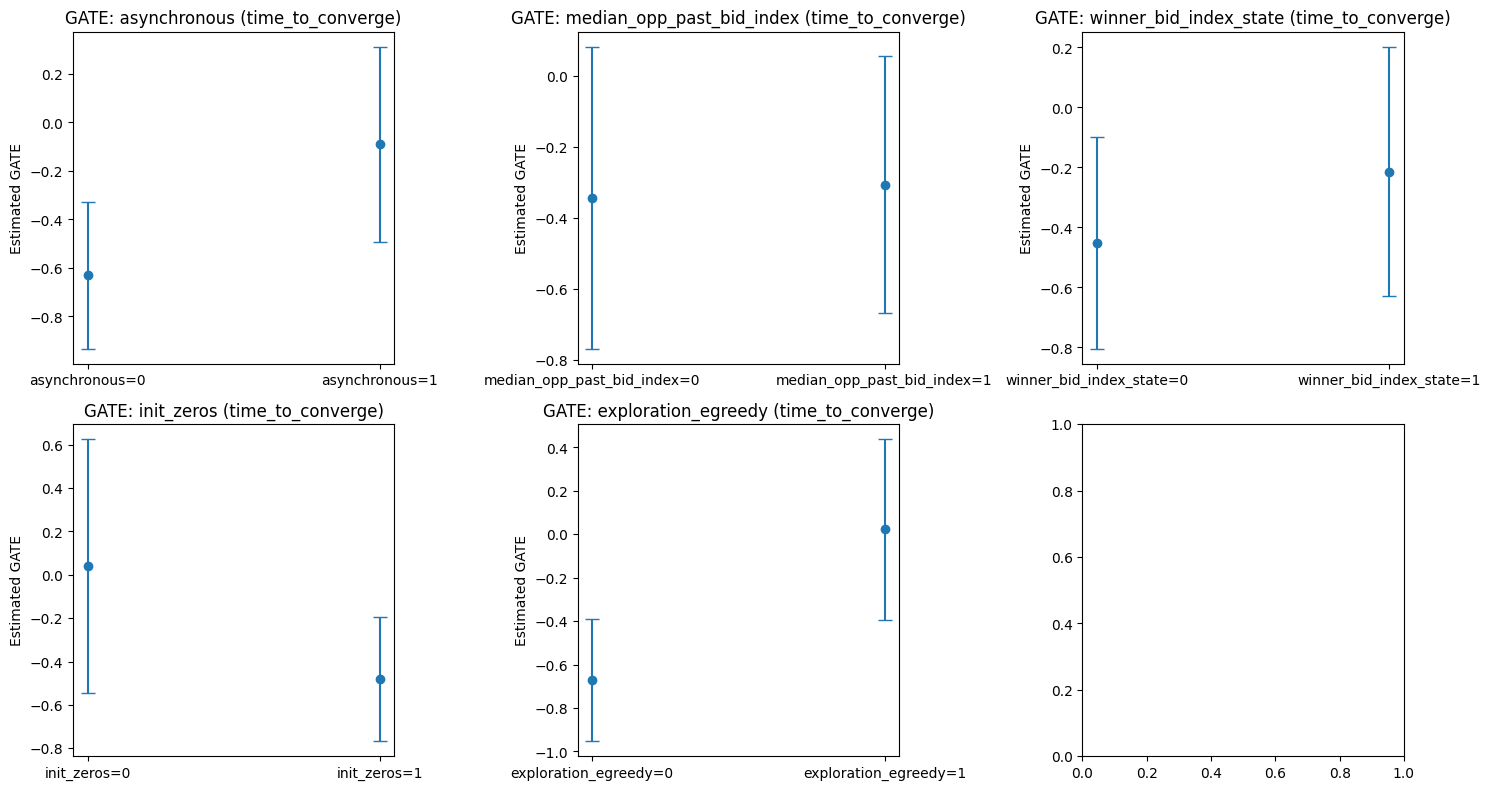 GATE: asynchronous (time_to_converge)
Estimated GATE
0.2
0.0
−0.2
−0.4
−0.6
−0.8
asynchronous=0
asynchronous=1
GATE: median_opp_past_bid_index (time_to_converge)
Estimated GATE
0.0
−0.2
−0.4
−0.6
−0.8
median_opp_past_bid_index=0
median_opp_past_bid_index=1
GATE: winner_bid_index_state (time_to_converge)
Estimated GATE
0.2
0.0
−0.2
−0.4
−0.6
−0.8
winner_bid_index_state=0
winner_bid_index_state=1
GATE: init_zeros (time_to_converge)
Estimated GATE
0.6
0.4
0.2
0.0
−0.2
−0.4
−0.6
−0.8
init_zeros=0
init_zeros=1
GATE: exploration_egreedy (time_to_converge)
Estimated GATE
0.4
0.2
0.0
−0.2
−0.4
−0.6
−0.8
−1.0
exploration_egreedy=0
exploration_egreedy=1
1.0
0.8
0.6
0.4
0.2
0.0
0.0
0.2
0.4
0.6
0.8
1.0